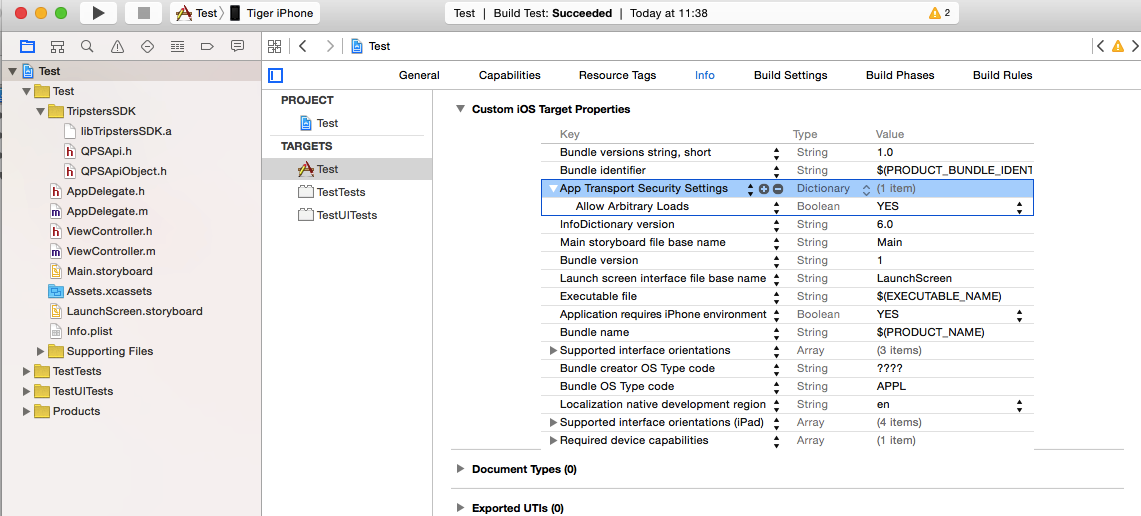 Test Tiger iPhone
Test | Build Test: Succeeded | Today at 11:38
2
Test
General Capabilities Resource Tags Info Build Settings Build Phases Build Rules
Test
Test
TripstersSDK
libTripstersSDK.a
h QPSApi.h
h QPSApiObject.h
h AppDelegate.h
m AppDelegate.m
h ViewController.h
m ViewController.m
Main.storyboard
Assets.xcassets
LaunchScreen.storyboard
Info.plist
Supporting Files
TestTests
TestUITests
Products
PROJECT
Test
TARGETS
Test
TestTests
TestUITests
Custom iOS Target Properties
Key Type Value
Bundle versions string, short String 1.0
Bundle identifier String $(PRODUCT_BUNDLE_IDENT
App Transport Security Settings Dictionary (1 item)
Allow Arbitrary Loads Boolean YES
InfoDictionary version String 6.0
Main storyboard file base name String Main
Bundle version String 1
Launch screen interface file base name String LaunchScreen
Executable file String $(EXECUTABLE_NAME)
Application requires iPhone environment Boolean YES
Bundle name String $(PRODUCT_NAME)
Supported interface orientations Array (3 items)
Bundle creator OS Type code String ????
Bundle OS Type code String APPL
Localization native development region String en
Supported interface orientations (iPad) Array (4 items)
Required device capabilities Array (1 item)
Document Types (0)
Exported UTIs (0)